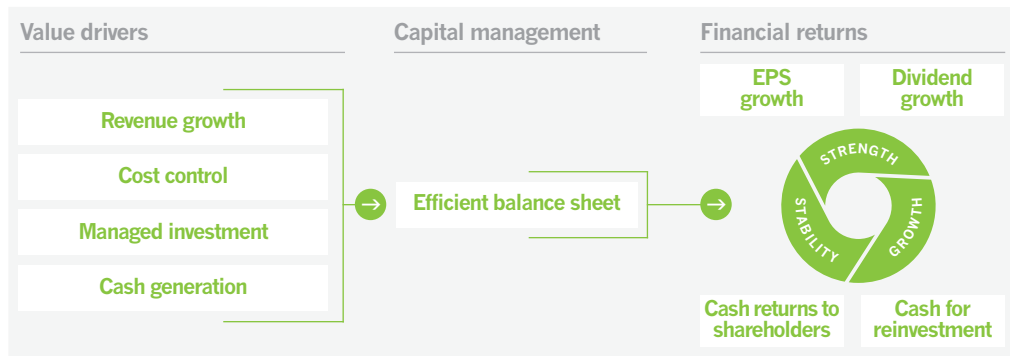 Value drivers
Capital management
Financial returns
Revenue growth
Cost control
Managed investment
Cash generation
Efficient balance sheet
EPS
growth
Dividend
growth
STRENGTH
STABILITY
GROWTH
Cash returns to
shareholders
Cash for
reinvestment